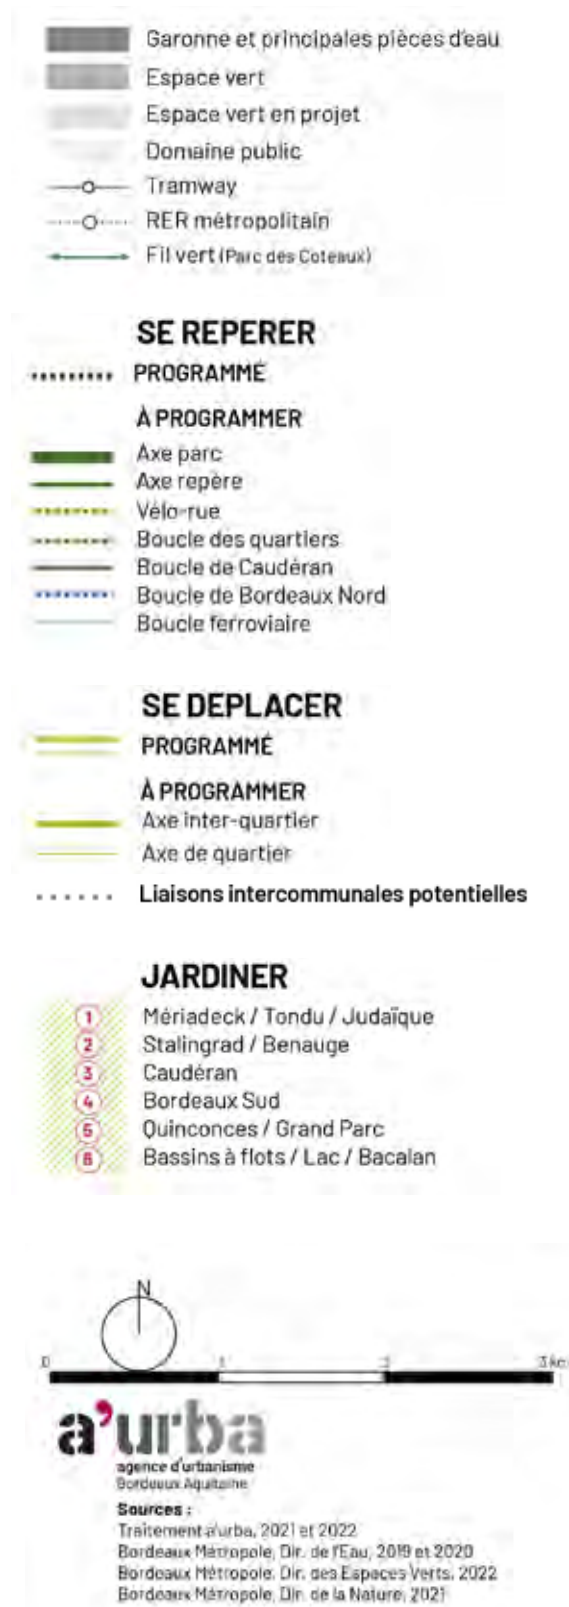 Garonne et principales pièces d'eau
Espace vert
Espace vert en projet
Domaine public
Tramway
RER métropolitain
Fil vert (Parc des Coteaux)
SE REPERER
PROGRAMMÉ
À PROGRAMMER
Axe parc
Axe repère
Vélo-rue
Boucle des quartiers
Boucle de Caudéran
Boucle de Bordeaux Nord
Boucle ferroviaire
SE DEPLACER
PROGRAMMÉ
À PROGRAMMER
Axe inter-quartier
Axe de quartier
Liaisons intercommunales potentielles
JARDINER
1 Mériadeck / Tondu / Judaïque
2 Stalingrad / Benauge
3 Caudéran
4 Bordeaux Sud
5 Quinconces / Grand Parc
6 Bassins à flots / Lac / Bacalan
N
0 1 2 3 km
a'urba
agence d'urbanisme
Bordeaux Aquitaine
Sources :
Traitement a'urba, 2021 et 2022
Bordeaux Métropole, Dir. de l'Eau, 2019 et 2020
Bordeaux Métropole, Dir. des Espaces Verts, 2022
Bordeaux Métropole, Dir. de la Nature, 2021